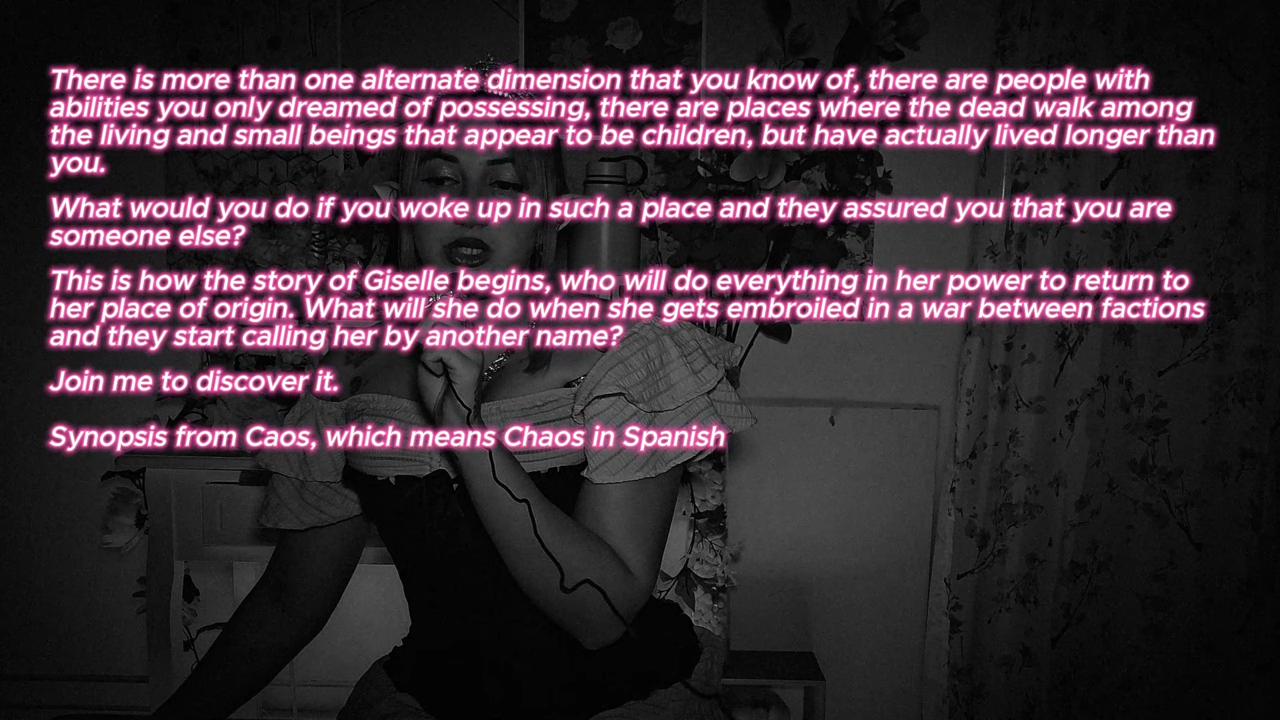 There is more than one alternate dimension that you know of, there are people with
abilities you only dreamed of possessing, there are places where the dead walk among
the living and small beings that appear to be children, but have actually lived longer than
you.
What would you do if you woke up in such a place and they assured you that you are
someone else?
This is how the story of Giselle begins, who will do everything in her power to return to
her place of origin. What will she do when she gets embroiled in a war between factions
and they start calling her by another name?
Join me to discover it.
Synopsis from Caos, which means Chaos in Spanish